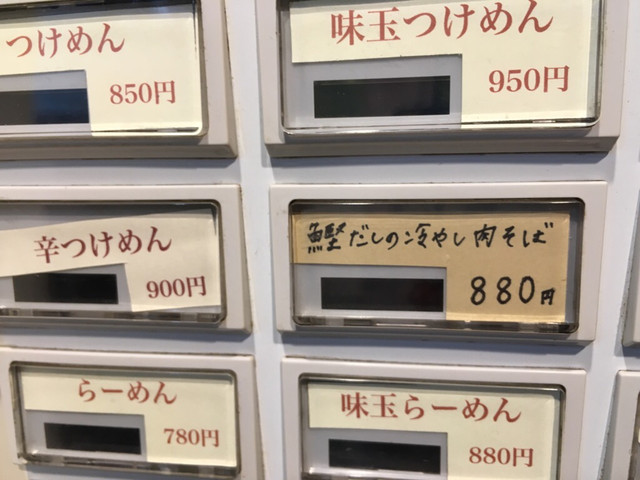 つけめん
850円
味玉つけめん
950円
辛つけめん
900円
鰹だしの冷やし肉そば
880円
らーめん
780円
味玉らーめん
880円